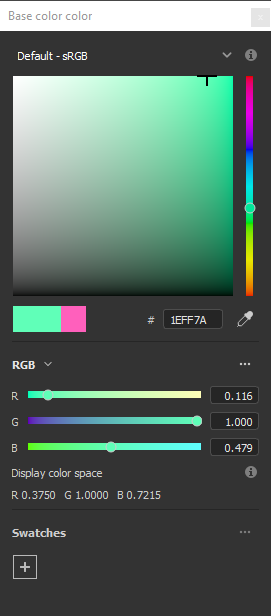 Base color color
Default - sRGB
# 1EFF7A
RGB
R 0.116
G 1.000
B 0.479
Display color space
R 0.3750 G 1.0000 B 0.7215
Swatches